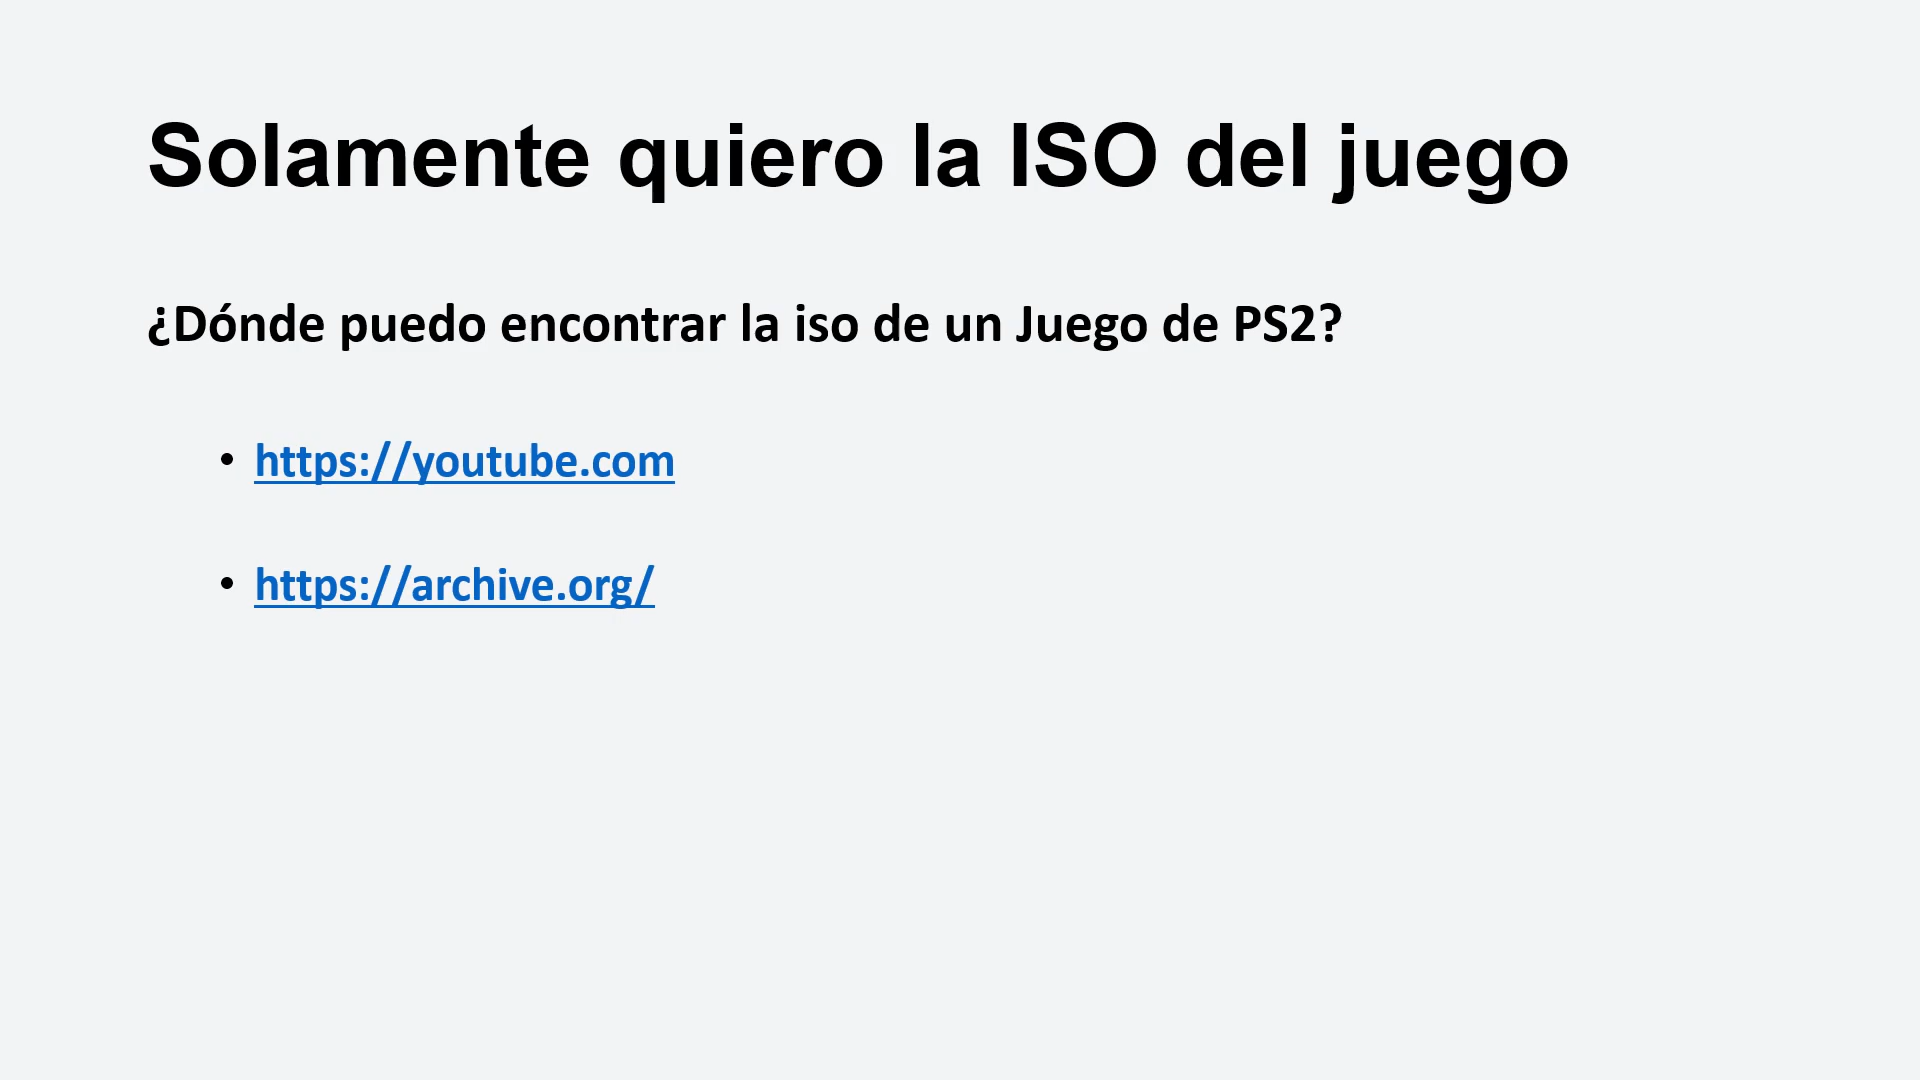 Solamente quiero la ISO del juego
¿Dónde puedo encontrar la iso de un Juego de PS2?
• https://youtube.com
• https://archive.org/